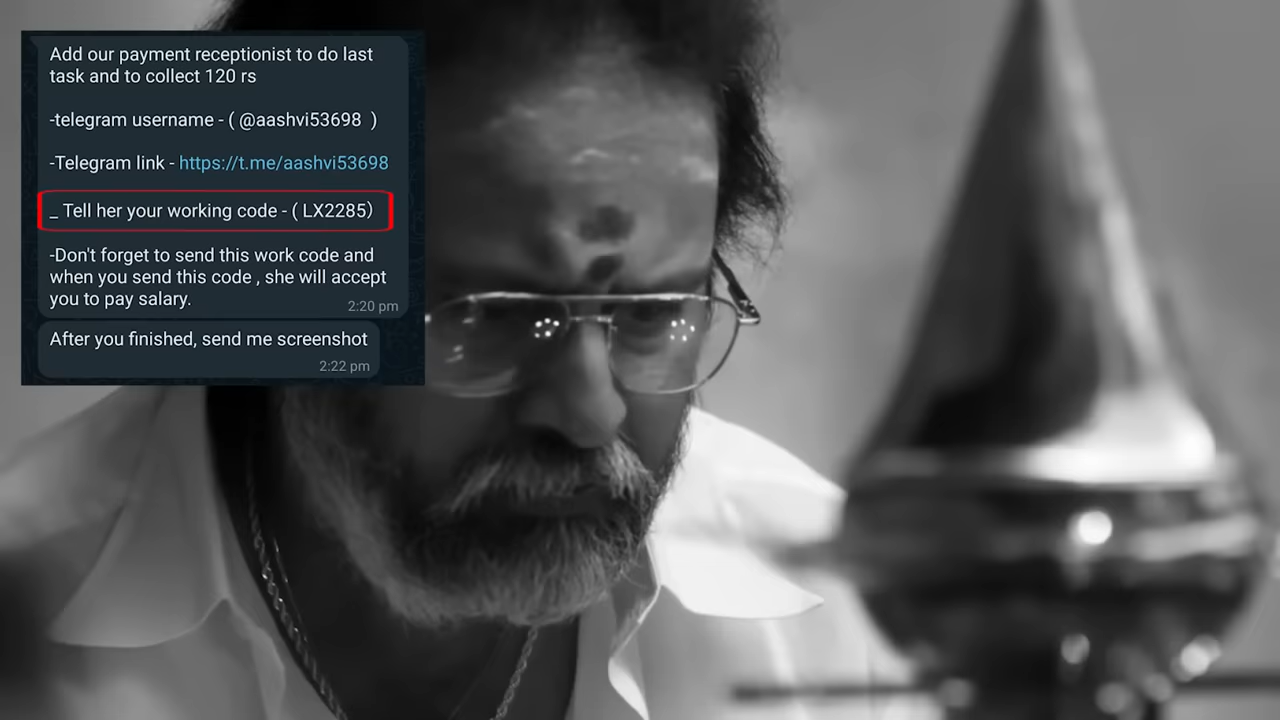 Add our payment receptionist to do last
task and to collect 120 rs
-telegram username - ( @aashvi53698 )
-Telegram link - https://t.me/aashvi53698
_ Tell her your working code - ( LX2285)
-Don't forget to send this work code and
when you send this code , she will accept
you to pay salary.
2:20 pm
After you finished, send me screenshot
2:22 pm